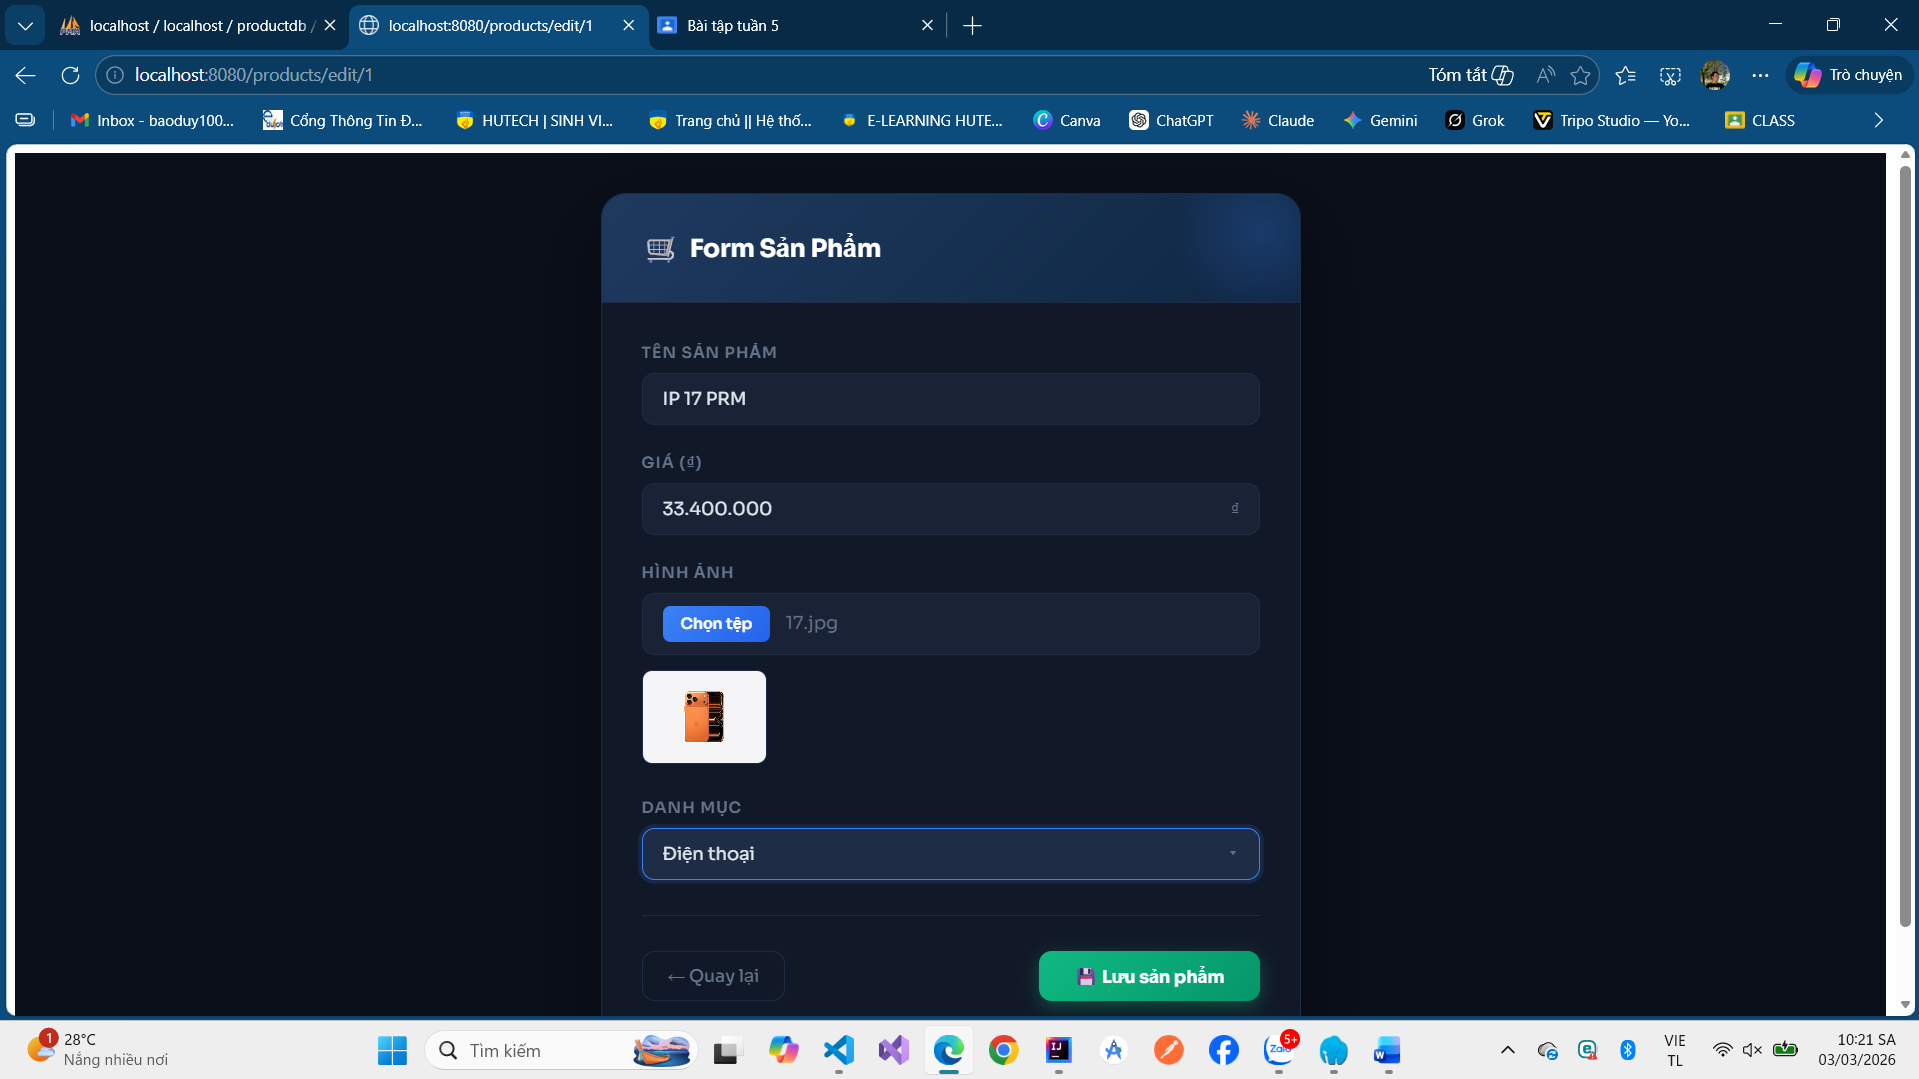 localhost / localhost / productdb /
localhost:8080/products/edit/1
Bài tập tuần 5
localhost:8080/products/edit/1
Tóm tắt
Trò chuyện
Inbox - baoduy100...
Cổng Thông Tin Đ...
HUTECH | SINH VI...
Trang chủ || Hệ thố...
E-LEARNING HUTE...
Canva
ChatGPT
Claude
Gemini
Grok
Tripo Studio — Yo...
CLASS
Form Sản Phẩm
TÊN SẢN PHẨM
IP 17 PRM
GIÁ (₫)
33.400.000
₫
HÌNH ẢNH
Chọn tệp
17.jpg
DANH MỤC
Điện thoại
← Quay lại
Lưu sản phẩm
1
28°C
Nắng nhiều nơi
Tìm kiếm
IJ
Zalo
5+
W
VIE
TL
10:21 SA
03/03/2026